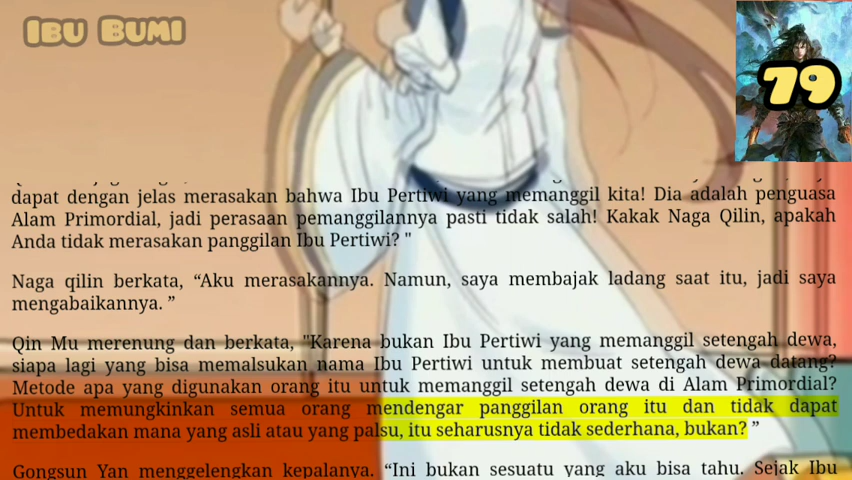 Ibu Bumi
79
dapat dengan jelas merasakan bahwa Ibu Pertiwi yang memanggil kita! Dia adalah penguasa
Alam Primordial, jadi perasaan pemanggilannya pasti tidak salah! Kakak Naga Qilin, apakah
Anda tidak merasakan panggilan Ibu Pertiwi? "
Naga qilin berkata, “Aku merasakannya. Namun, saya membajak ladang saat itu, jadi saya
mengabaikannya. ”
Qin Mu merenung dan berkata, "Karena bukan Ibu Pertiwi yang memanggil setengah dewa,
siapa lagi yang bisa memalsukan nama Ibu Pertiwi untuk membuat setengah dewa datang?
Metode apa yang digunakan orang itu untuk memanggil setengah dewa di Alam Primordial?
Untuk memungkinkan semua orang mendengar panggilan orang itu dan tidak dapat
membedakan mana yang asli atau yang palsu, itu seharusnya tidak sederhana, bukan? ”
Gongsun Yan menggelengkan kepalanya. “Ini bukan sesuatu yang aku bisa tahu. Sejak Ibu